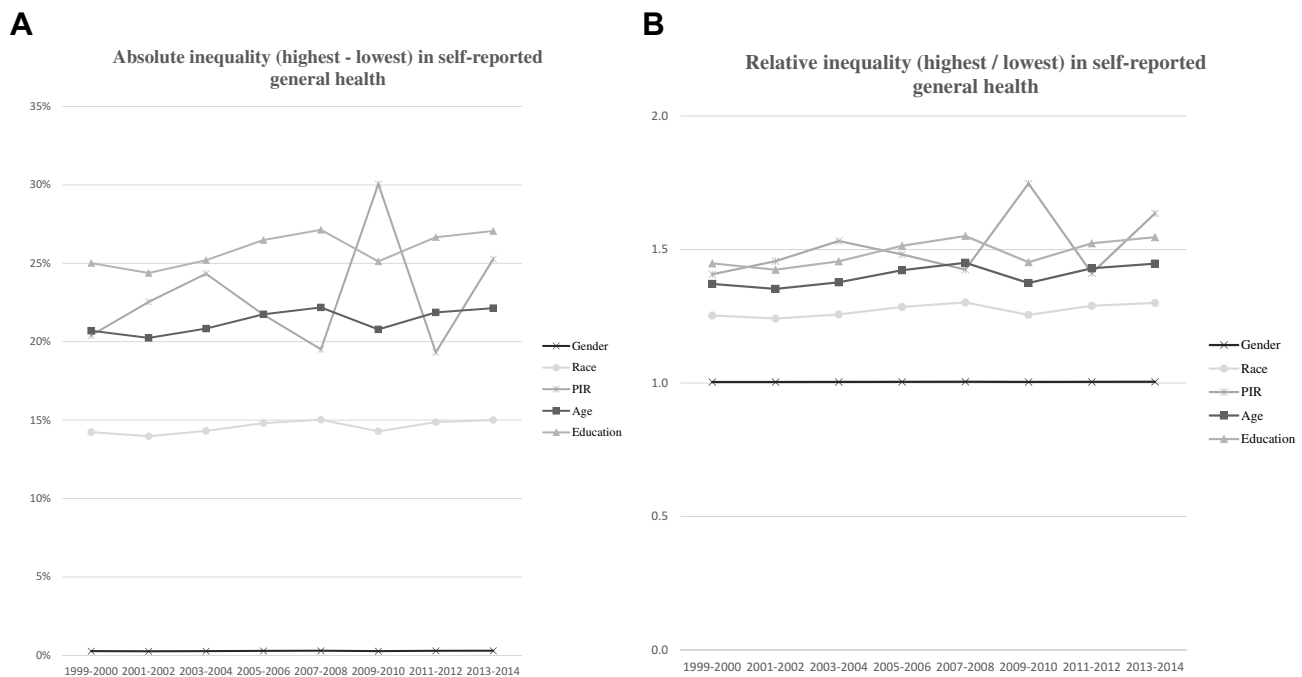 A
Absolute inequality (highest - lowest) in self-reported
general health
35%
30%
25%
20%
15%
10%
5%
0%
1999-2000 2001-2002 2003-2004 2005-2006 2007-2008 2009-2010 2011-2012 2013-2014
Gender
Race
PIR
Age
Education
B
Relative inequality (highest / lowest) in self-reported
general health
2.0
1.5
1.0
0.5
0.0
1999-2000 2001-2002 2003-2004 2005-2006 2007-2008 2009-2010 2011-2012 2013-2014
Gender
Race
PIR
Age
Education